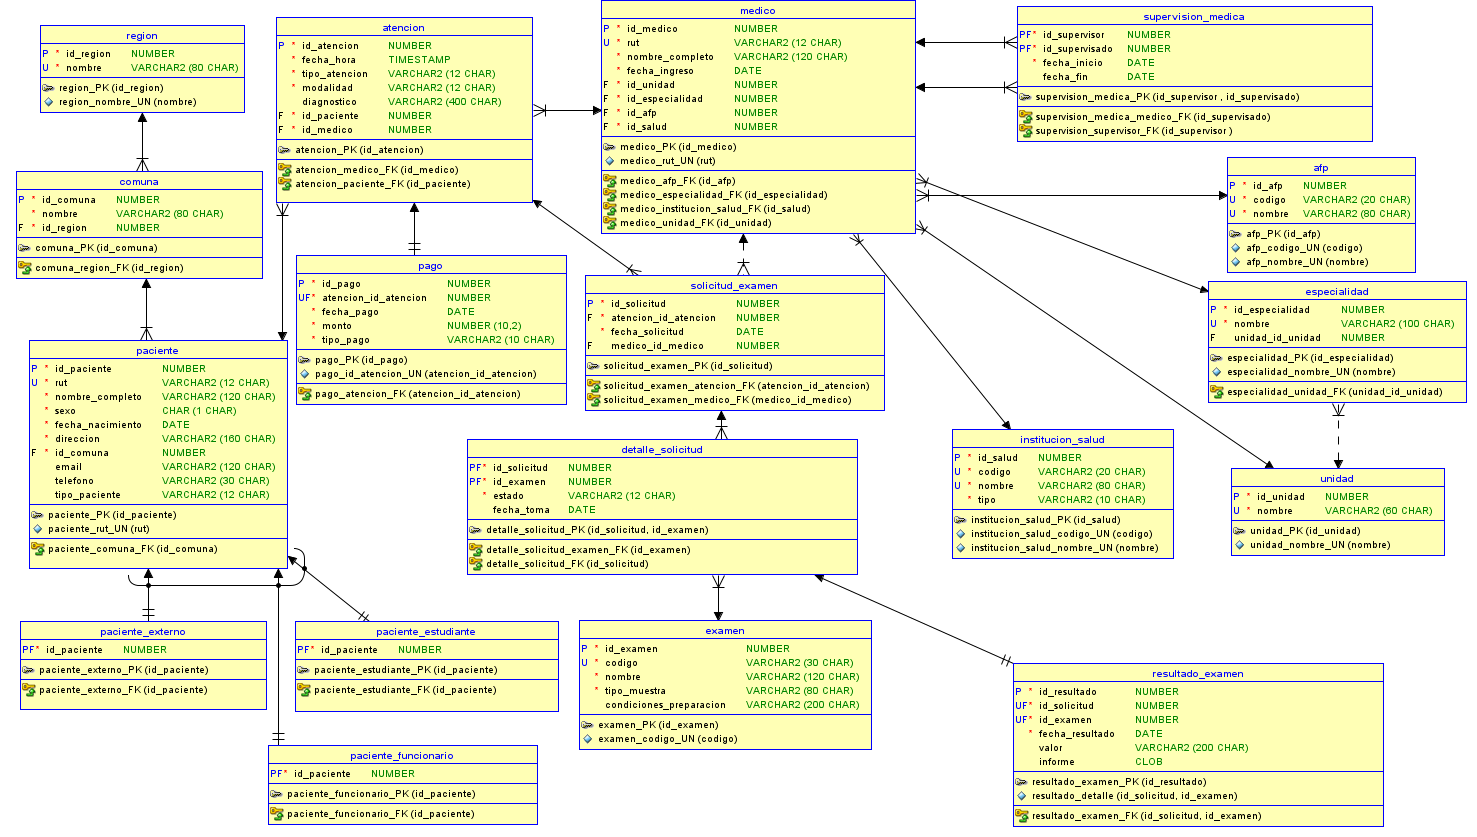 region
P * id_region NUMBER
U * nombre VARCHAR2 (80 CHAR)
region_PK (id_region)
region_nombre_UN (nombre)
atencion
P * id_atencion NUMBER
* fecha_hora TIMESTAMP
* tipo_atencion VARCHAR2 (12 CHAR)
* modalidad VARCHAR2 (12 CHAR)
diagnostico VARCHAR2 (400 CHAR)
F * id_paciente NUMBER
F * id_medico NUMBER
atencion_PK (id_atencion)
atencion_medico_FK (id_medico)
atencion_paciente_FK (id_paciente)
medico
P * id_medico NUMBER
U * rut VARCHAR2 (12 CHAR)
* nombre_completo VARCHAR2 (120 CHAR)
* fecha_ingreso DATE
F * id_unidad NUMBER
F * id_especialidad NUMBER
F * id_afp NUMBER
F * id_salud NUMBER
medico_PK (id_medico)
medico_rut_UN (rut)
medico_afp_FK (id_afp)
medico_especialidad_FK (id_especialidad)
medico_institucion_salud_FK (id_salud)
medico_unidad_FK (id_unidad)
supervision_medica
PF* id_supervisor NUMBER
PF* id_supervisado NUMBER
* fecha_inicio DATE
fecha_fin DATE
supervision_medica_PK (id_supervisor , id_supervisado)
supervision_medica_medico_FK (id_supervisado)
supervision_supervisor_FK (id_supervisor )
comuna
P * id_comuna NUMBER
* nombre VARCHAR2 (80 CHAR)
F * id_region NUMBER
comuna_PK (id_comuna)
comuna_region_FK (id_region)
afp
P * id_afp NUMBER
U * codigo VARCHAR2 (20 CHAR)
U * nombre VARCHAR2 (80 CHAR)
afp_PK (id_afp)
afp_codigo_UN (codigo)
afp_nombre_UN (nombre)
pago
P * id_pago NUMBER
UF* atencion_id_atencion NUMBER
* fecha_pago DATE
* monto NUMBER (10,2)
* tipo_pago VARCHAR2 (10 CHAR)
pago_PK (id_pago)
pago_id_atencion_UN (atencion_id_atencion)
pago_atencion_FK (atencion_id_atencion)
solicitud_examen
P * id_solicitud NUMBER
F * atencion_id_atencion NUMBER
* fecha_solicitud DATE
F medico_id_medico NUMBER
solicitud_examen_PK (id_solicitud)
solicitud_examen_atencion_FK (atencion_id_atencion)
solicitud_examen_medico_FK (medico_id_medico)
especialidad
P * id_especialidad NUMBER
U * nombre VARCHAR2 (100 CHAR)
F unidad_id_unidad NUMBER
especialidad_PK (id_especialidad)
especialidad_nombre_UN (nombre)
especialidad_unidad_FK (unidad_id_unidad)
paciente
P * id_paciente NUMBER
U * rut VARCHAR2 (12 CHAR)
* nombre_completo VARCHAR2 (120 CHAR)
* sexo CHAR (1 CHAR)
* fecha_nacimiento DATE
* direccion VARCHAR2 (160 CHAR)
F * id_comuna NUMBER
email VARCHAR2 (120 CHAR)
telefono VARCHAR2 (30 CHAR)
tipo_paciente VARCHAR2 (12 CHAR)
paciente_PK (id_paciente)
paciente_rut_UN (rut)
paciente_comuna_FK (id_comuna)
detalle_solicitud
PF* id_solicitud NUMBER
PF* id_examen NUMBER
* estado VARCHAR2 (12 CHAR)
fecha_toma DATE
detalle_solicitud_PK (id_solicitud, id_examen)
detalle_solicitud_examen_FK (id_examen)
detalle_solicitud_FK (id_solicitud)
institucion_salud
P * id_salud NUMBER
U * codigo VARCHAR2 (20 CHAR)
U * nombre VARCHAR2 (80 CHAR)
* tipo VARCHAR2 (10 CHAR)
institucion_salud_PK (id_salud)
institucion_salud_codigo_UN (codigo)
institucion_salud_nombre_UN (nombre)
unidad
P * id_unidad NUMBER
U * nombre VARCHAR2 (60 CHAR)
unidad_PK (id_unidad)
unidad_nombre_UN (nombre)
paciente_externo
PF* id_paciente NUMBER
paciente_externo_PK (id_paciente)
paciente_externo_FK (id_paciente)
paciente_estudiante
PF* id_paciente NUMBER
paciente_estudiante_PK (id_paciente)
paciente_estudiante_FK (id_paciente)
examen
P * id_examen NUMBER
U * codigo VARCHAR2 (30 CHAR)
* nombre VARCHAR2 (120 CHAR)
* tipo_muestra VARCHAR2 (80 CHAR)
condiciones_preparacion VARCHAR2 (200 CHAR)
examen_PK (id_examen)
examen_codigo_UN (codigo)
resultado_examen
P * id_resultado NUMBER
UF* id_solicitud NUMBER
UF* id_examen NUMBER
* fecha_resultado DATE
valor VARCHAR2 (200 CHAR)
informe CLOB
resultado_examen_PK (id_resultado)
resultado_detalle (id_solicitud, id_examen)
resultado_examen_FK (id_solicitud, id_examen)
paciente_funcionario
PF* id_paciente NUMBER
paciente_funcionario_PK (id_paciente)
paciente_funcionario_FK (id_paciente)